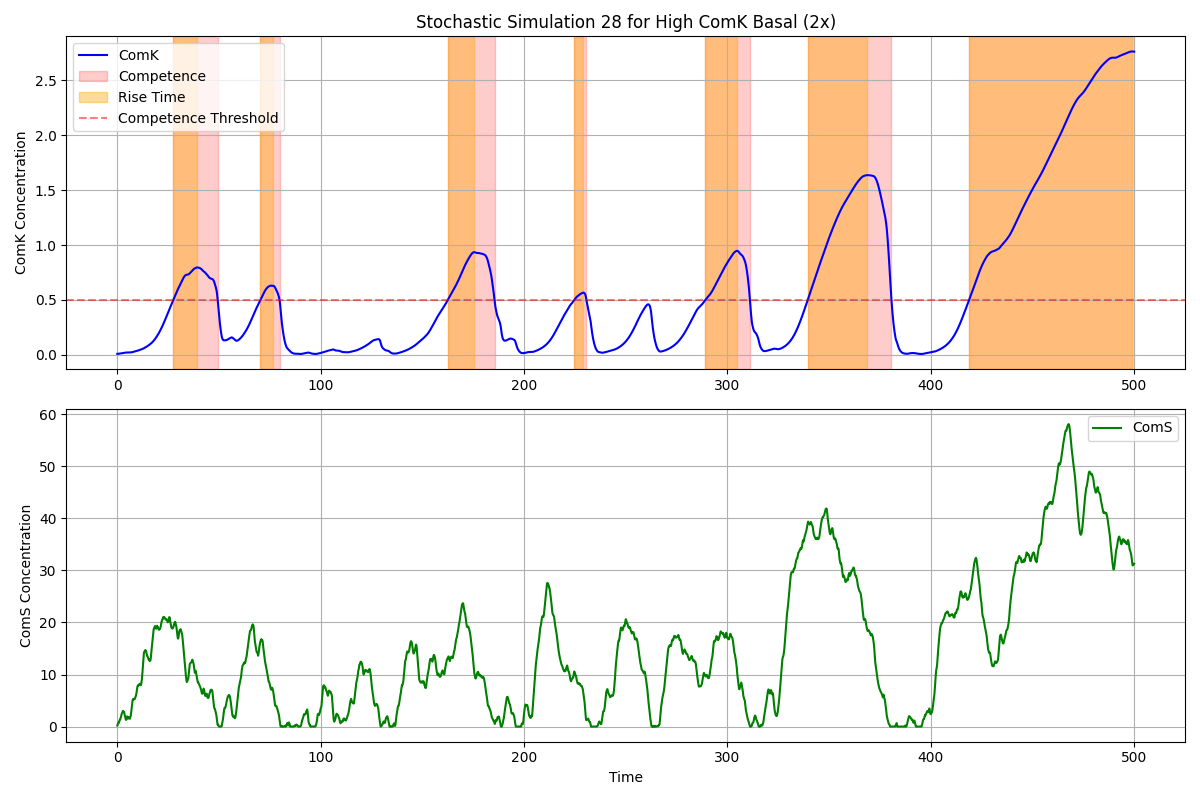 Stochastic Simulation 28 for High ComK Basal (2x)
ComK Concentration
2.5
2.0
1.5
1.0
0.5
0.0
ComK
Competence
Rise Time
Competence Threshold
0 100 200 300 400 500
ComS Concentration
60
50
40
30
20
10
0
ComS
0 100 200 300 400 500
Time